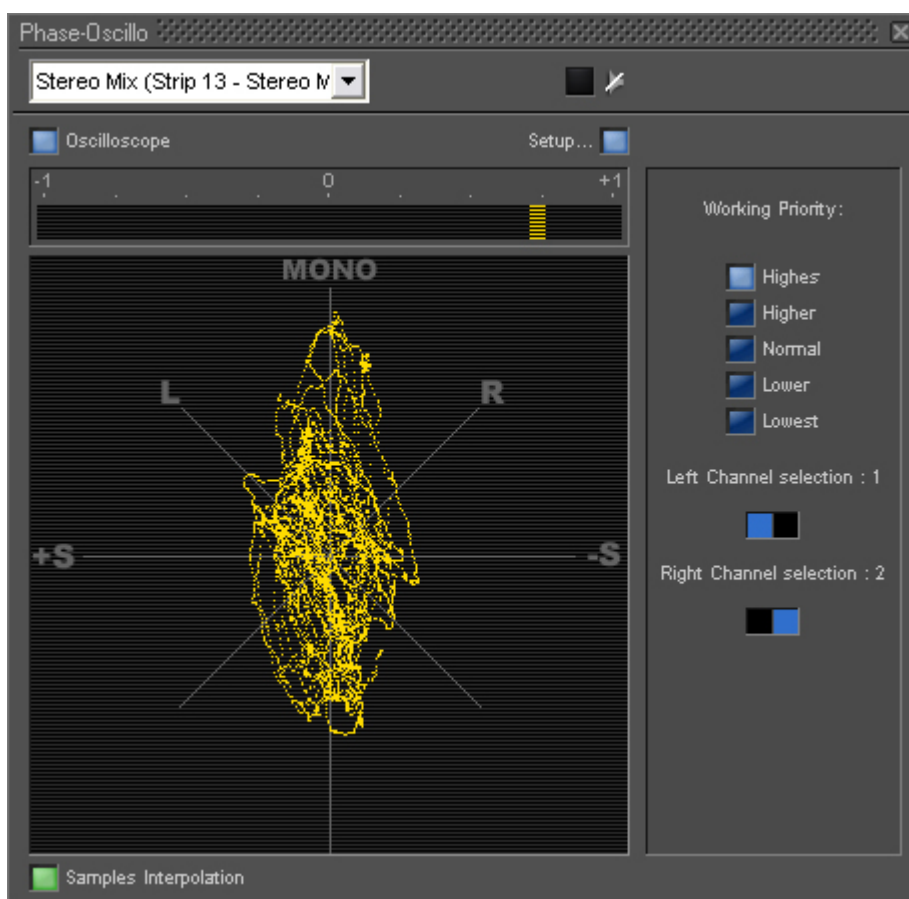 Phase-Oscillo
Stereo Mix (Strip 13 - Stereo M
Oscilloscope Setup...
-1 0 +1
Working Priority:
MONO
Highes
Higher
Normal
L R
Lower
Lowest
Left Channel selection : 1
+S -S
Right Channel selection : 2
Samples Interpolation